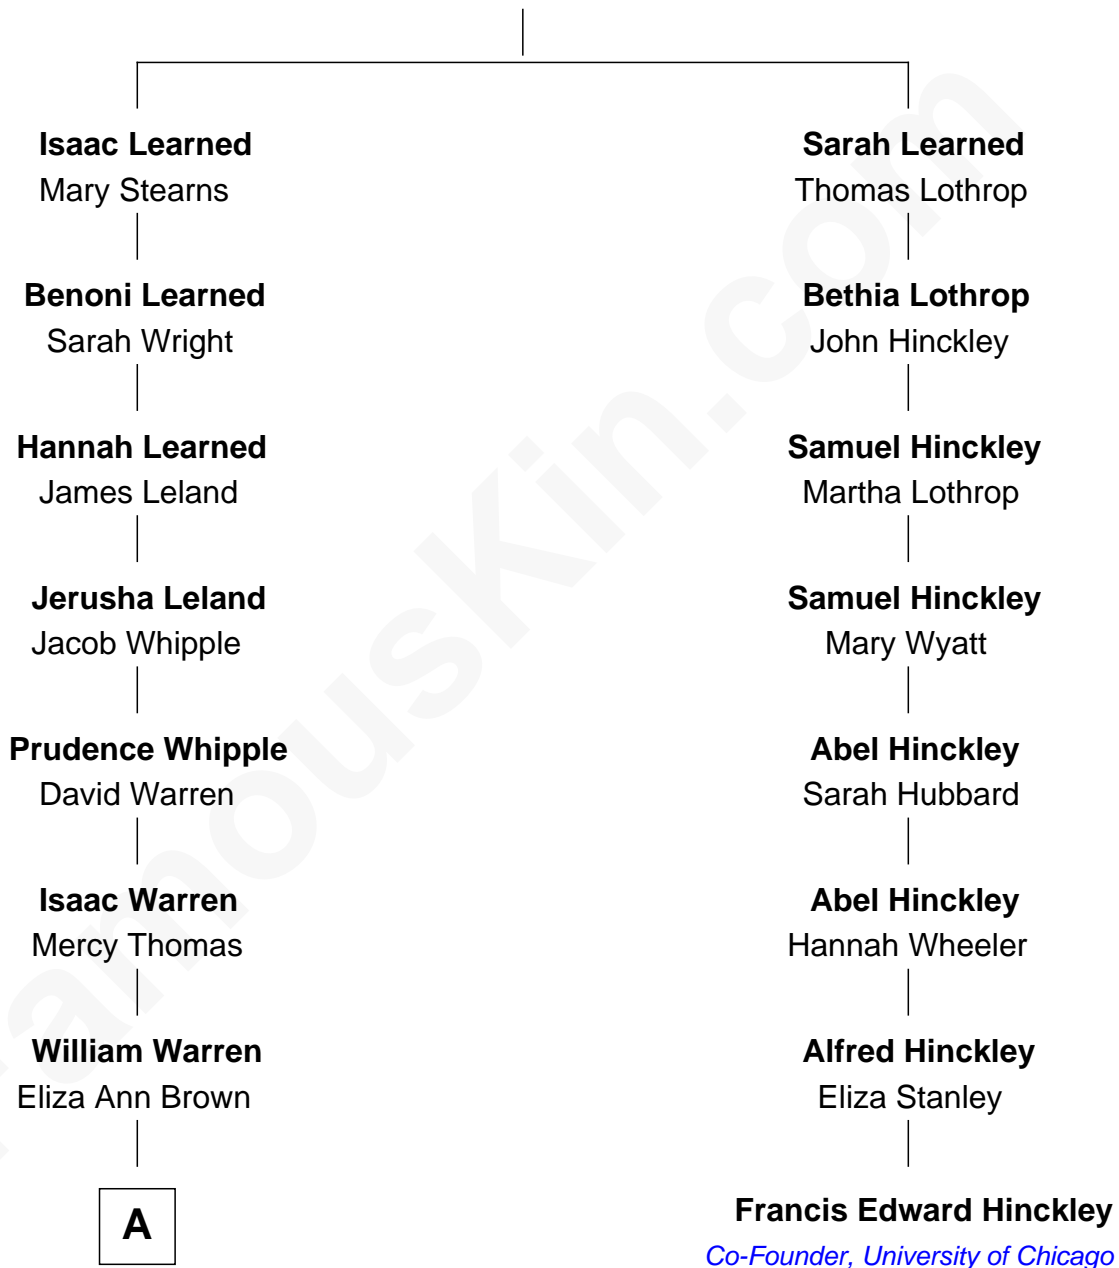 Isaac Learned
Mary Stearns
Benoni Learned
Sarah Wright
Hannah Learned
James Leland
Jerusha Leland
Jacob Whipple
Prudence Whipple
David Warren
Isaac Warren
Mercy Thomas
William Warren
Eliza Ann Brown
A
Sarah Learned
Thomas Lothrop
Bethia Lothrop
John Hinckley
Samuel Hinckley
Martha Lothrop
Samuel Hinckley
Mary Wyatt
Abel Hinckley
Sarah Hubbard
Abel Hinckley
Hannah Wheeler
Alfred Hinckley
Eliza Stanley
Francis Edward Hinckley
Co-Founder, University of Chicago
FamousKin.com